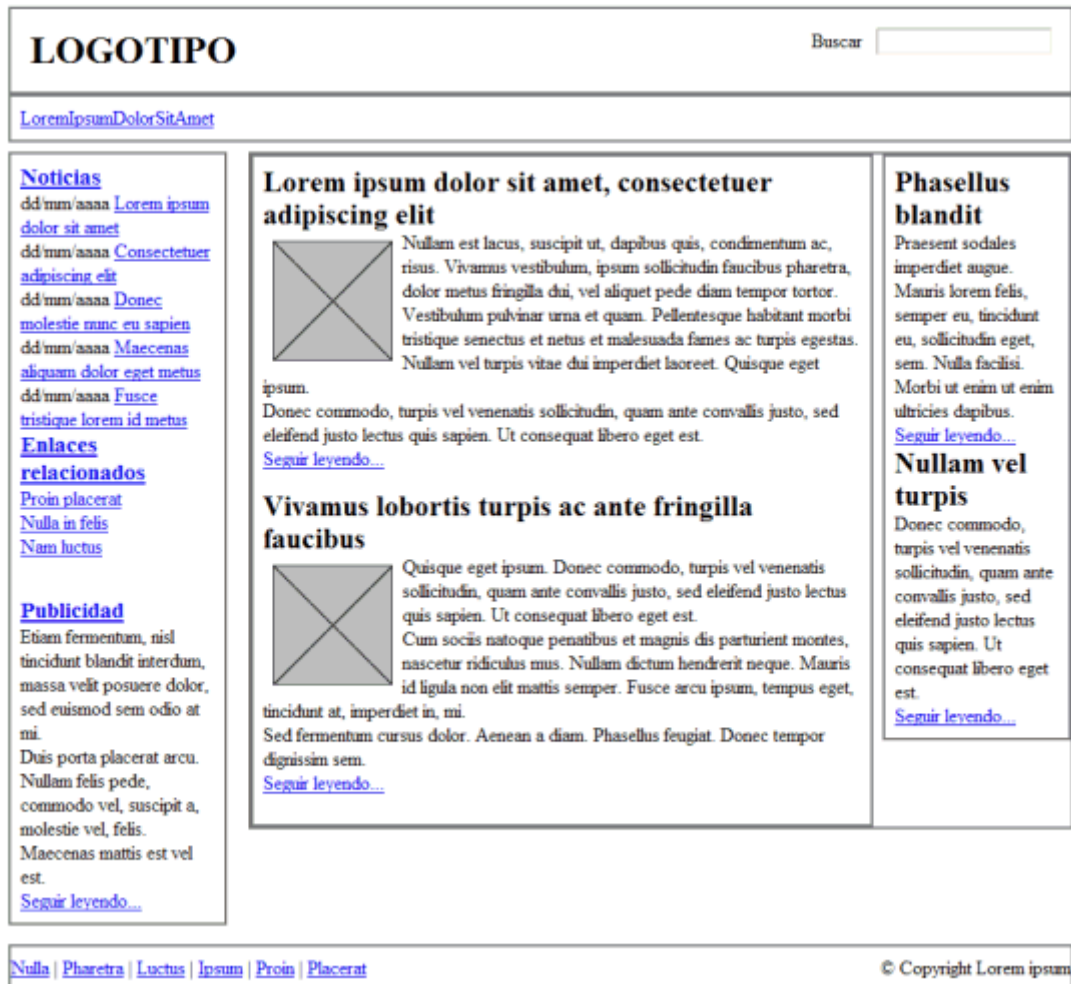 LOGOTIPO
Buscar
LoremIpsumDolorSitAmet
Noticias
dd/mm/aaaa Lorem ipsum
dolor sit amet
dd/mm/aaaa Consectetuer
adipiscing elit
dd/mm/aaaa Donec
molestie nunc eu sapien
dd/mm/aaaa Maecenas
aliquam dolor eget metus
dd/mm/aaaa Fusce
tristique lorem id metus
Enlaces
relacionados
Proin placerat
Nulla in felis
Nam luctus
Publicidad
Etiam fermentum, nisl
tincidunt blandit interdum,
massa velit posuere dolor,
sed euismod sem odio at
mi.
Duis porta placerat arcu.
Nullam felis pede,
commodo vel, suscipit a,
molestie vel, felis.
Maecenas mattis est vel
est.
Seguir leyendo...
Lorem ipsum dolor sit amet, consectetuer
adipiscing elit
Nullam est lacus, suscipit ut, dapibus quis, condimentum ac,
risus. Vivamus vestibulum, ipsum sollicitudin faucibus pharetra,
dolor metus fringilla dui, vel aliquet pede diam tempor tortor.
Vestibulum pulvinar urna et quam. Pellentesque habitant morbi
tristique senectus et netus et malesuada fames ac turpis egestas.
Nullam vel turpis vitae dui imperdiet laoreet. Quisque eget
ipsum.
Donec commodo, turpis vel venenatis sollicitudin, quam ante convallis justo, sed
eleifend justo lectus quis sapien. Ut consequat libero eget est.
Seguir leyendo...
Vivamus lobortis turpis ac ante fringilla
faucibus
Quisque eget ipsum. Donec commodo, turpis vel venenatis
sollicitudin, quam ante convallis justo, sed eleifend justo lectus
quis sapien. Ut consequat libero eget est.
Cum sociis natoque penatibus et magnis dis parturient montes,
nascetur ridiculus mus. Nullam dictum hendrerit neque. Mauris
id ligula non elit mattis semper. Fusce arcu ipsum, tempus eget,
tincidunt at, imperdiet in, mi.
Sed fermentum cursus dolor. Aenean a diam. Phasellus feugiat. Donec tempor
dignissim sem.
Seguir leyendo...
Phasellus
blandit
Praesent sodales
imperdiet augue.
Mauris lorem felis,
semper eu, tincidunt
eu, sollicitudin eget,
sem. Nulla facilisi.
Morbi ut enim ut enim
ultricies dapibus.
Seguir leyendo...
Nullam vel
turpis
Donec commodo,
turpis vel venenatis
sollicitudin, quam ante
convallis justo, sed
eleifend justo lectus
quis sapien. Ut
consequat libero eget
est.
Seguir leyendo...
Nulla | Pharetra | Luctus | Ipsum | Proin | Placerat
© Copyright Lorem ipsum